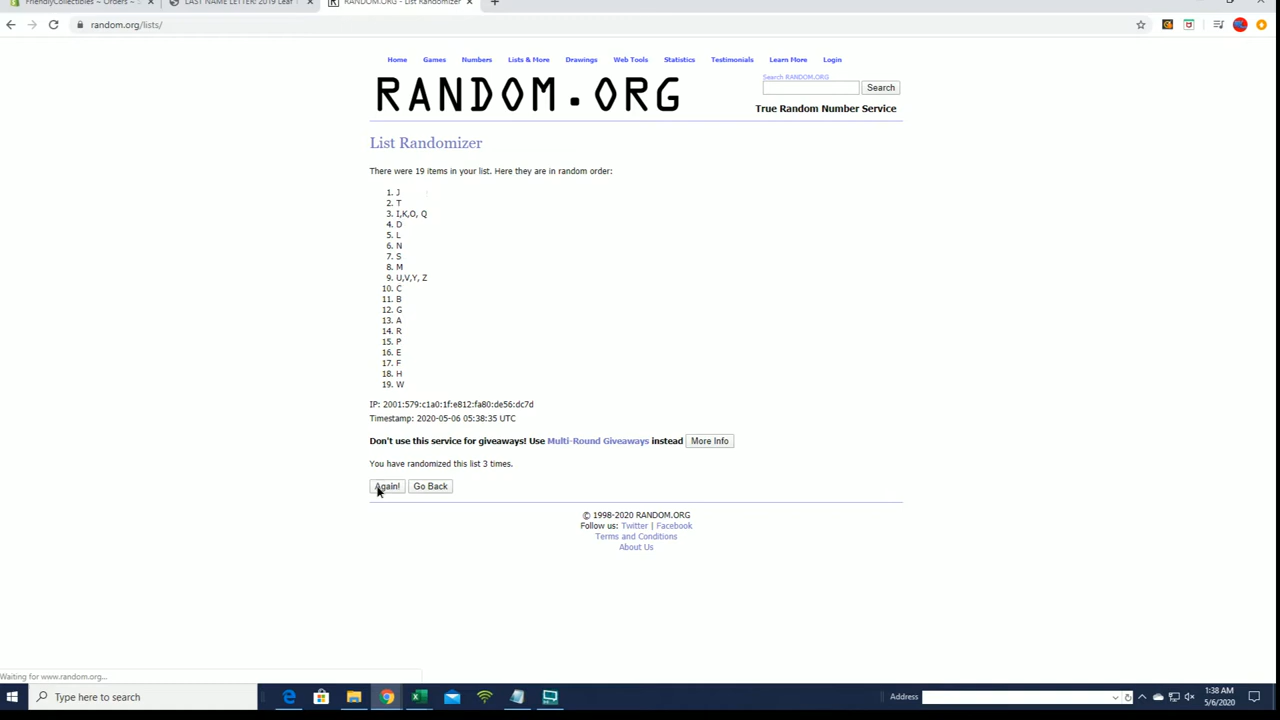 FriendlyCollectibles ~ Orders ~
LAST NAME LETTER: 2019 Leaf
RANDOM.ORG - List Randomizer
random.org/lists/
Home Games Numbers Lists & More Drawings Web Tools Statistics Testimonials Learn More Login
RANDOM.ORG
Search RANDOM.ORG
Search
True Random Number Service
List Randomizer
There were 19 items in your list. Here they are in random order:
1. J
2. T
3. I,K,O, Q
4. D
5. L
6. N
7. S
8. M
9. U,V,Y, Z
10. C
11. B
12. G
13. A
14. R
15. P
16. E
17. F
18. H
19. W
IP: 2001:579:c1a0:1f:e812:fa80:de56:dc7d
Timestamp: 2020-05-06 05:38:35 UTC
Don't use this service for giveaways! Use Multi-Round Giveaways instead More Info
You have randomized this list 3 times.
Again! Go Back
© 1998-2020 RANDOM.ORG
Follow us: Twitter | Facebook
Terms and Conditions
About Us
Waiting for www.random.org...
Type here to search
Address
1:38 AM
5/6/2020